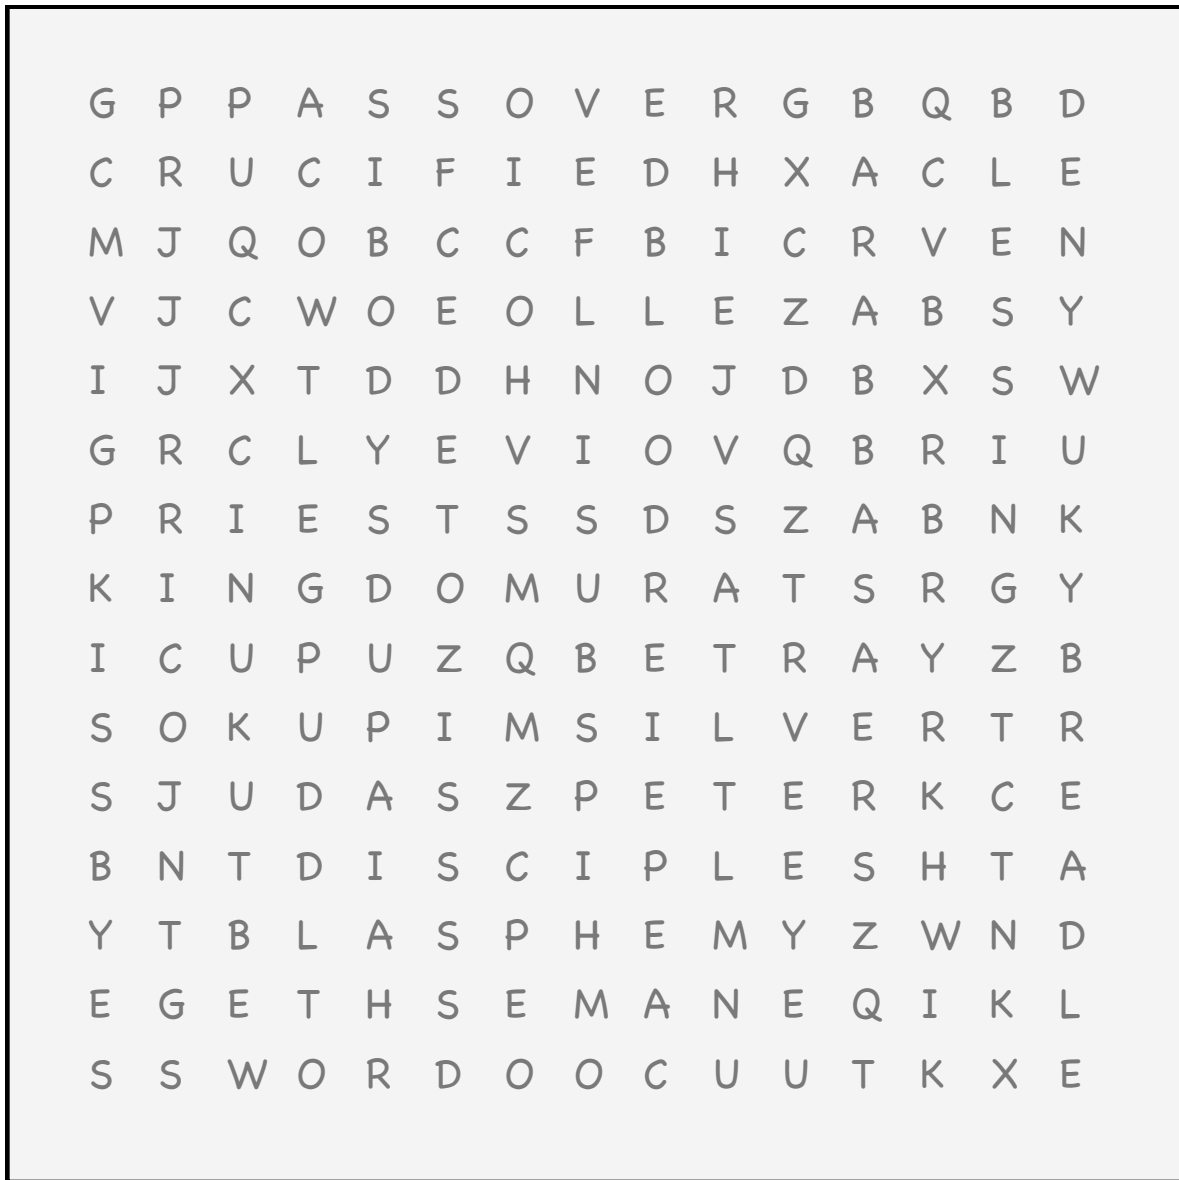 G P P A S S O V E R G B Q B D
C R U C I F I E D H X A C L E
M J Q O B C C F B I C R V E N
V J C W O E O L L E Z A B S Y
I J X T D D H N O J D B X S W
G R C L Y E V I O V Q B R I U
P R I E S T S S D S Z A B N K
K I N G D O M U R A T S R G Y
I C U P U Z Q B E T R A Y Z B
S O K U P I M S I L V E R T R
S J U D A S Z P E T E R K C E
B N T D I S C I P L E S H T A
Y T B L A S P H E M Y Z W N D
E G E T H S E M A N E Q I K L
S S W O R D O O C U U T K X E